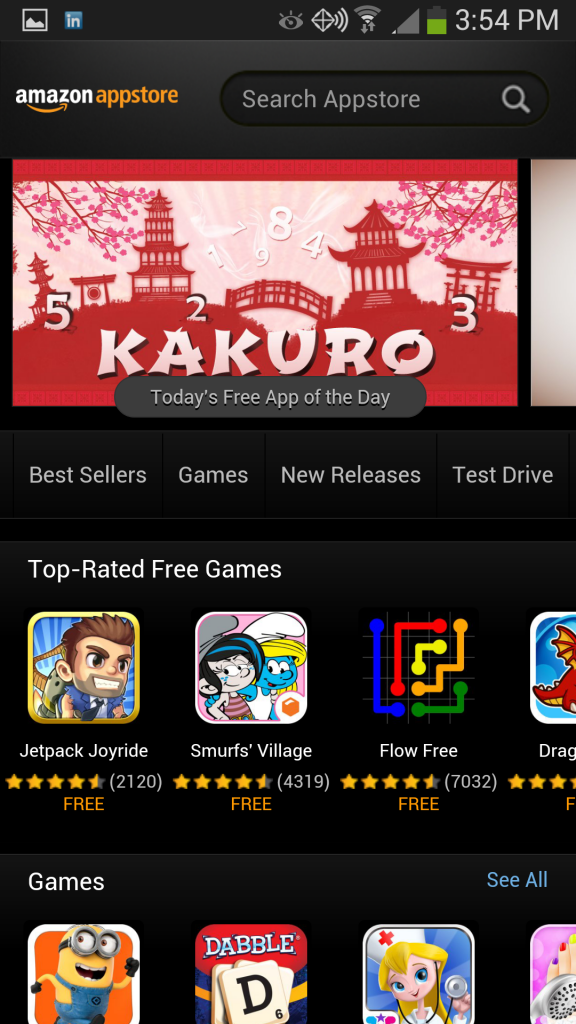 in
3:54 PM
amazon appstore
Search Appstore
8
1 9 4
5 2 3
KAKURO
Today's Free App of the Day
Best Sellers Games New Releases Test Drive
Top-Rated Free Games
Jetpack Joyride Smurfs' Village Flow Free Drag
(2120) (4319) (7032)
FREE FREE FREE F
Games See All
DABBLE
D
6